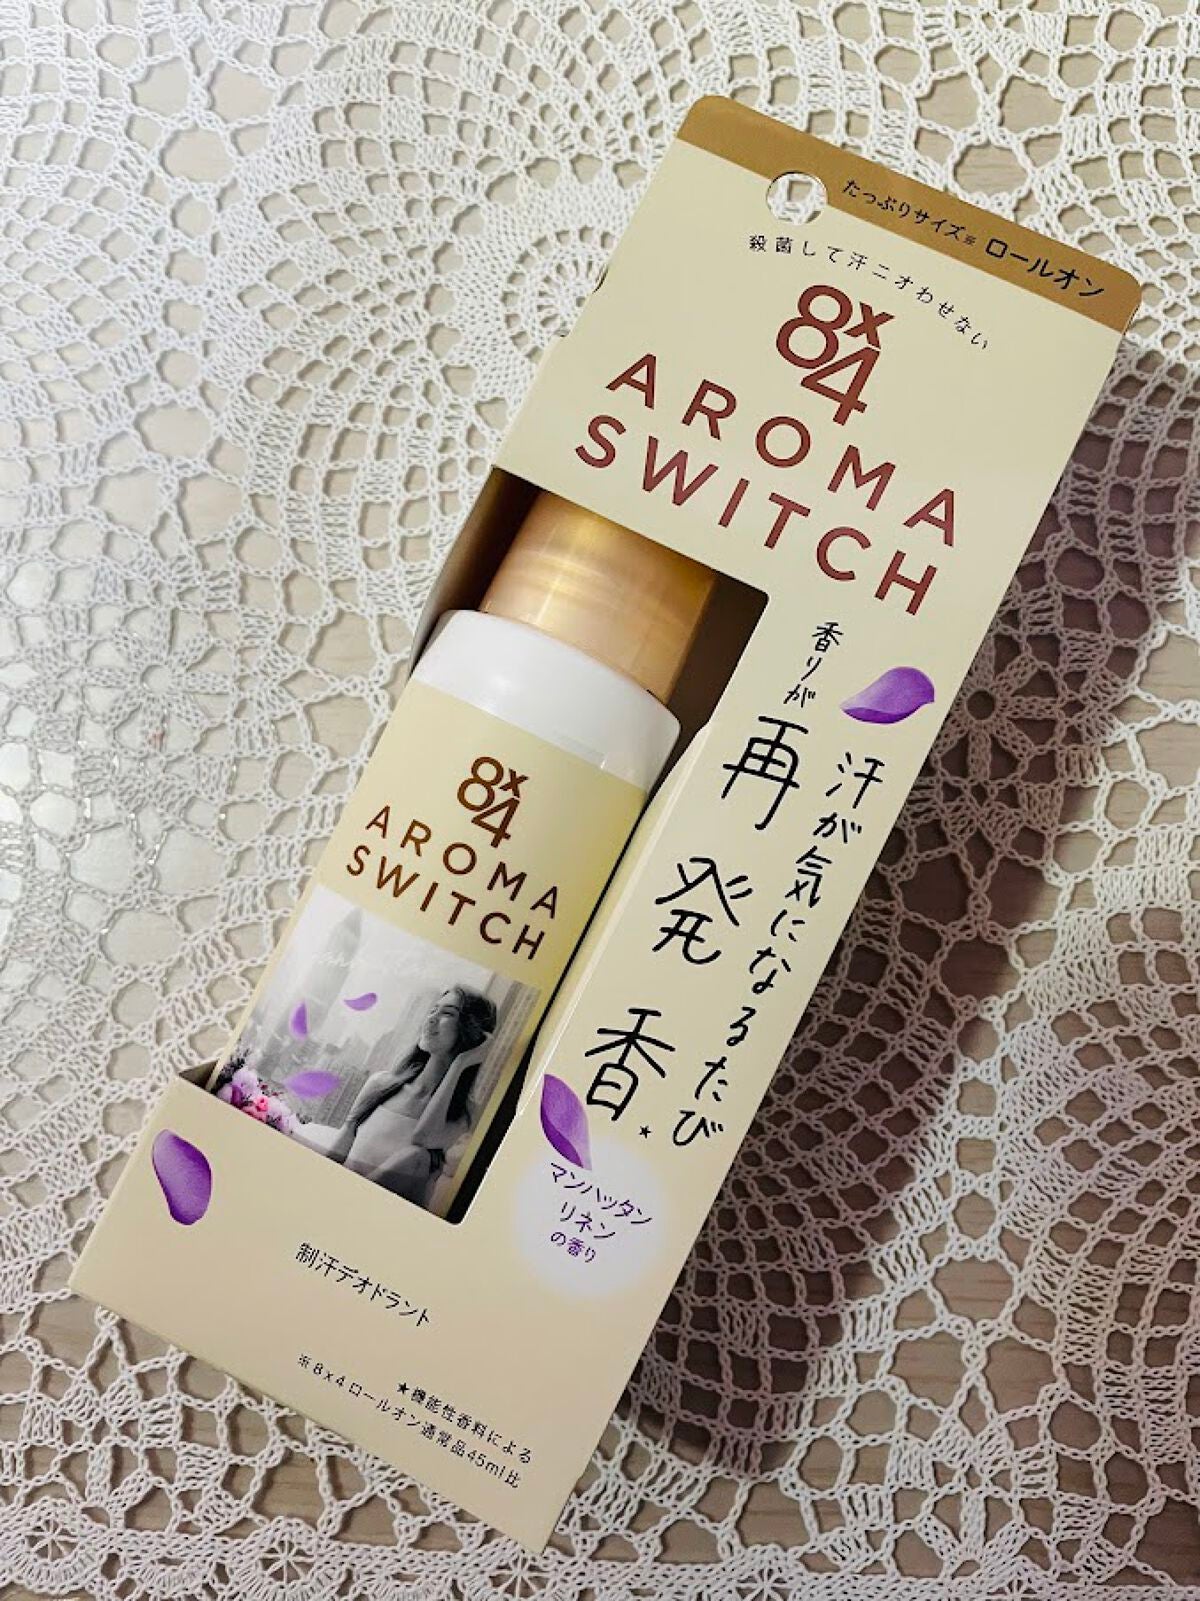 たっぷりサイズ※ ロールオン
殺菌して汗ニオわせない
8x4
AROMA
SWITCH
汗が気になるたび
香りが
再発香★
マンハッタン
リネン
の香り
8x4
AROMA
SWITCH
制汗デオドラント
★機能性香料による
※8x4ロールオン通常品45ml比